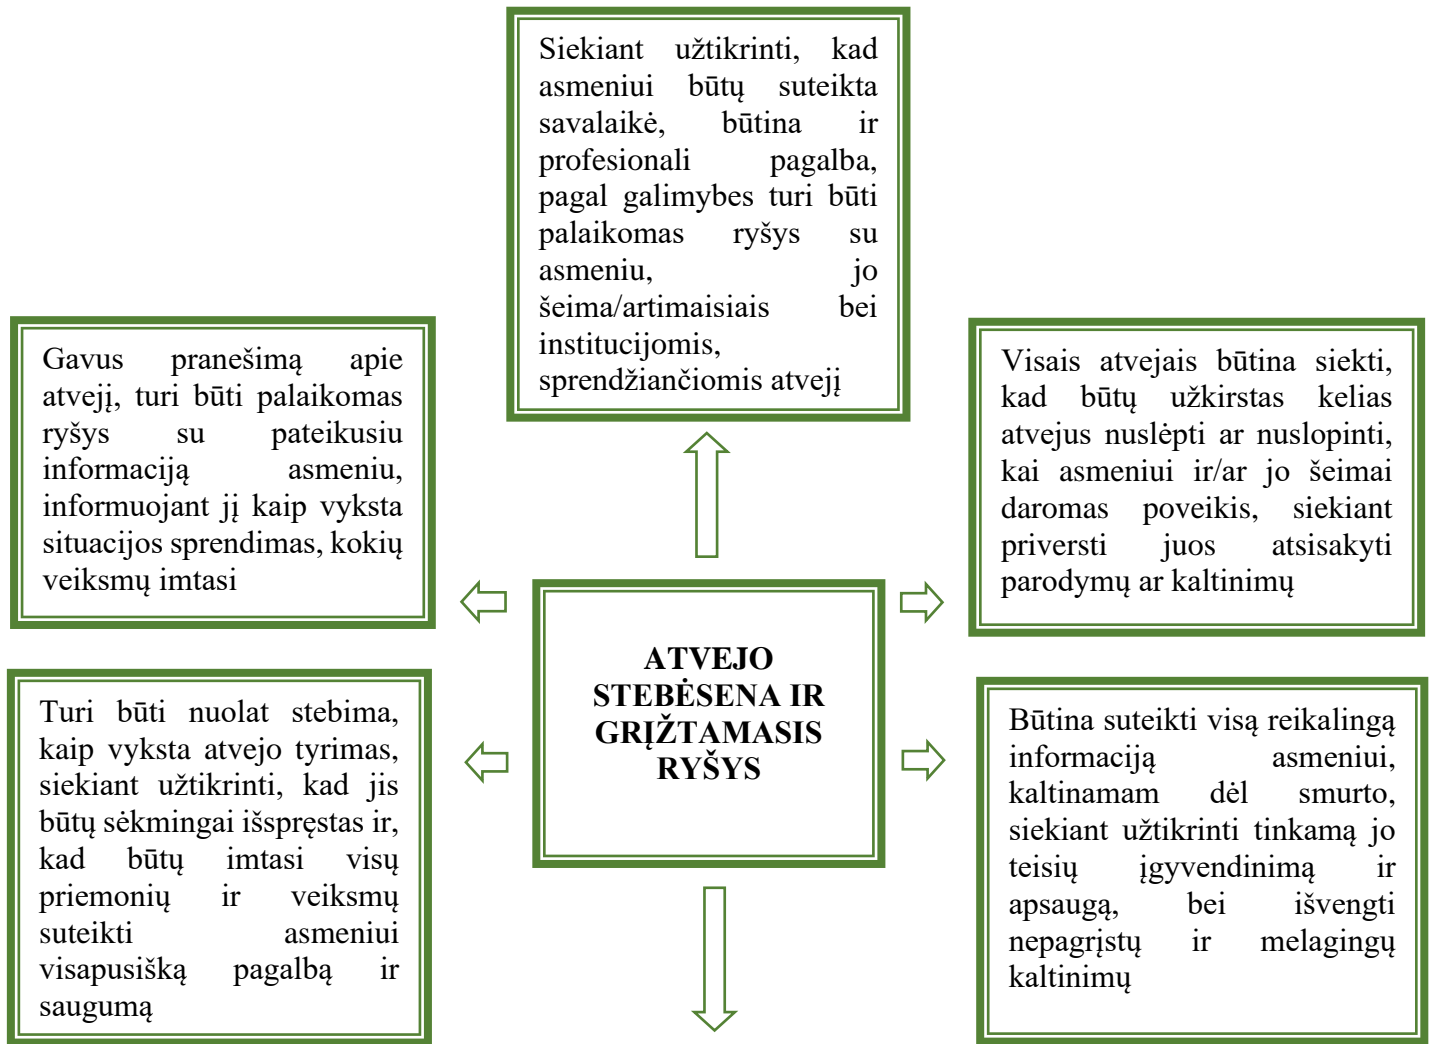 Siekiant užtikrinti, kad
asmeniui būtų suteikta
savalaikė, būtina ir
profesionali pagalba,
pagal galimybes turi būti
palaikomas ryšys su
asmeniu, jo
šeima/artimaisiais bei
institucijomis,
sprendžiančiomis atvejį
Gavus pranešimą apie
atvejį, turi būti palaikomas
ryšys su pateikusiu
informaciją asmeniu,
informuojant jį kaip vyksta
situacijos sprendimas, kokių
veiksmų imtasi
Visais atvejais būtina siekti,
kad būtų užkirstas kelias
atvejus nuslėpti ar nuslopinti,
kai asmeniui ir/ar jo šeimai
daromas poveikis, siekiant
priversti juos atsisakyti
parodymų ar kaltinimų
ATVEJO
STEBĖSENA IR
GRĮŽTAMASIS
RYŠYS
Turi būti nuolat stebima,
kaip vyksta atvejo tyrimas,
siekiant užtikrinti, kad jis
būtų sėkmingai išspręstas ir,
kad būtų imtasi visų
priemonių ir veiksmų
suteikti asmeniui
visapusišką pagalbą ir
saugumą
Būtina suteikti visą reikalingą
informaciją asmeniui,
kaltinamam dėl smurto,
siekiant užtikrinti tinkamą jo
teisių įgyvendinimą ir
apsaugą, bei išvengti
nepagrįstų ir melagingų
kaltinimų